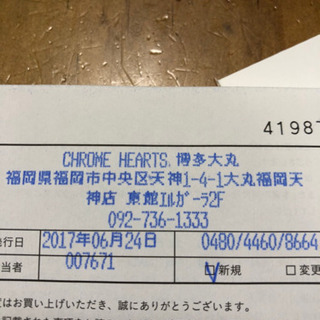 4198
CHROME HEARTS 博多大丸
福岡県福岡市中央区天神1-4-1大丸福岡天
神店 東館ｴﾙｶﾞｰﾗ2F
092-736-1333
行日 2017年06月24日 0480/4460/8664
当者 007671 新規 変更
はお買い上げいただき、誠にありがとうございます。